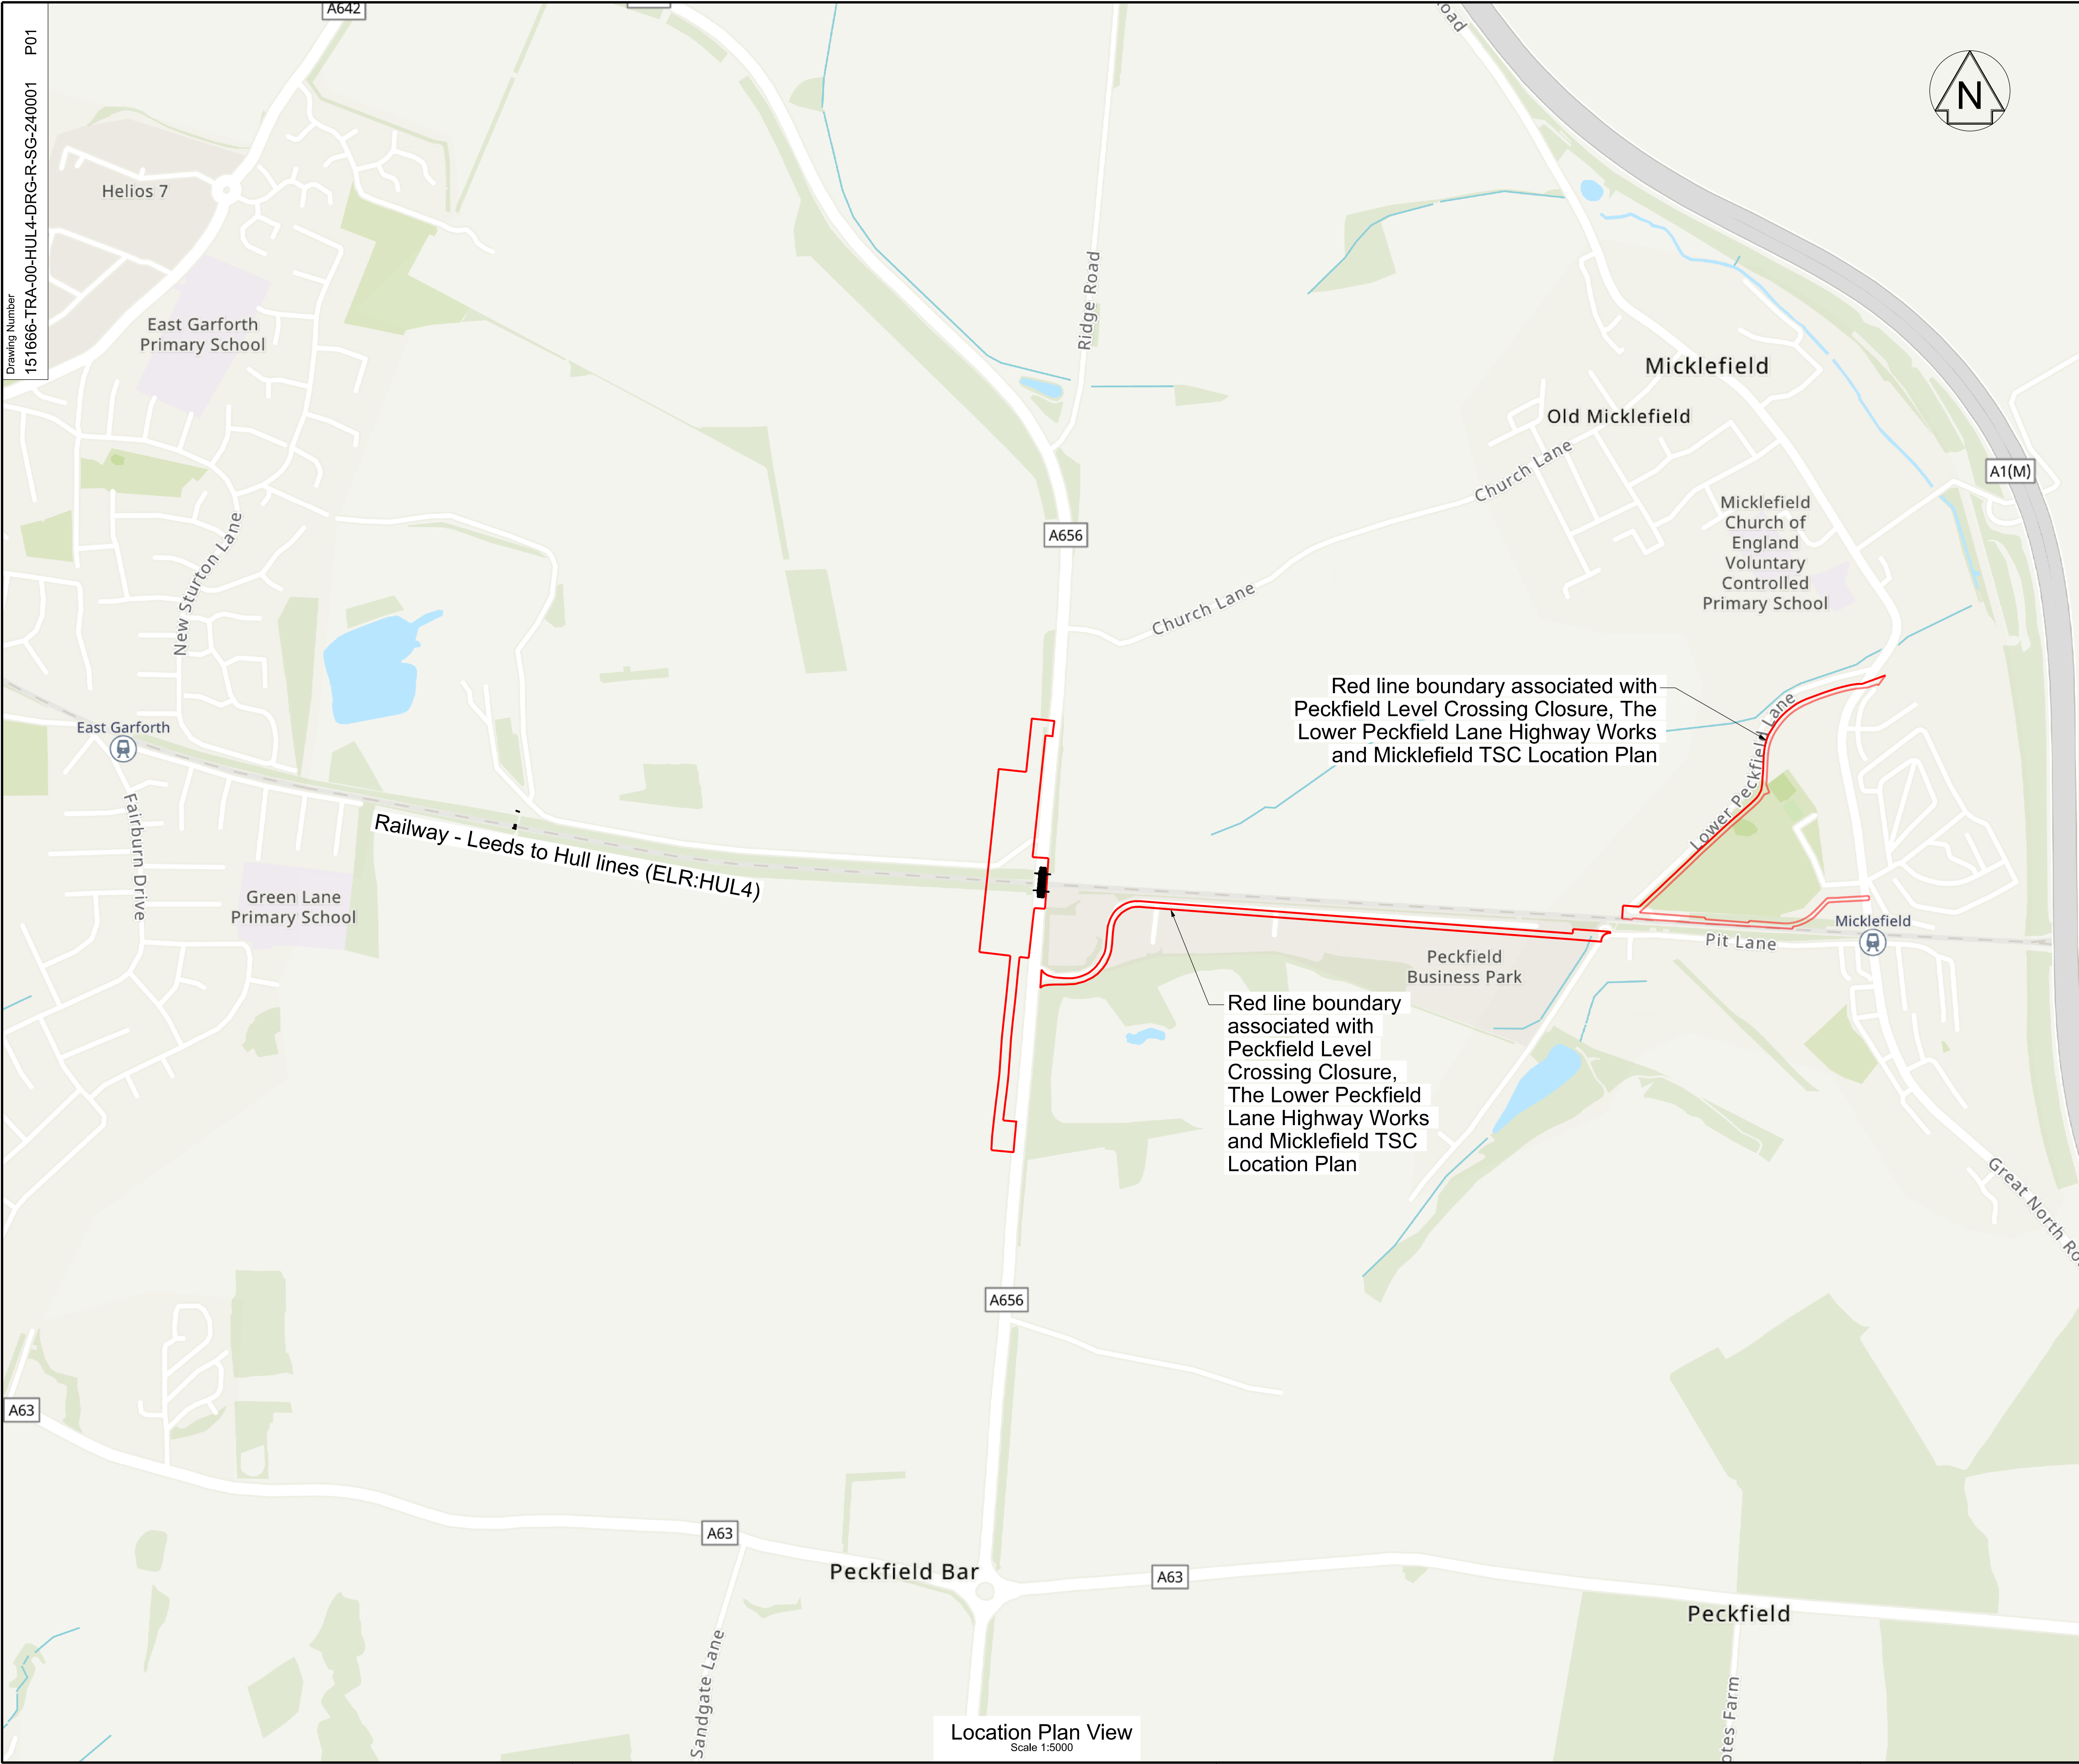 A642
Drawing Number
151666-TRA-00-HUL4-DRG-R-SG-240001 P01
N
Helios 7
East Garforth
Primary School
Ridge Road
Micklefield
Old Micklefield
Church Lane
A1(M)
Micklefield
Church of
England
Voluntary
Controlled
Primary School
A656
New Sturton Lane
Church Lane
Red line boundary associated with
Peckfield Level Crossing Closure, The
Lower Peckfield Lane Highway Works
and Micklefield TSC Location Plan
Lower Peckfield Lane
East Garforth
Fairburn Drive
Railway - Leeds to Hull lines (ELR:HUL4)
Green Lane
Primary School
Micklefield
Pit Lane
Peckfield
Business Park
Red line boundary
associated with
Peckfield Level
Crossing Closure,
The Lower Peckfield
Lane Highway Works
and Micklefield TSC
Location Plan
Great North
A656
A63
A63
Peckfield Bar
A63
Peckfield
Sandgate Lane
Farm
Location Plan View
Scale 1:5000